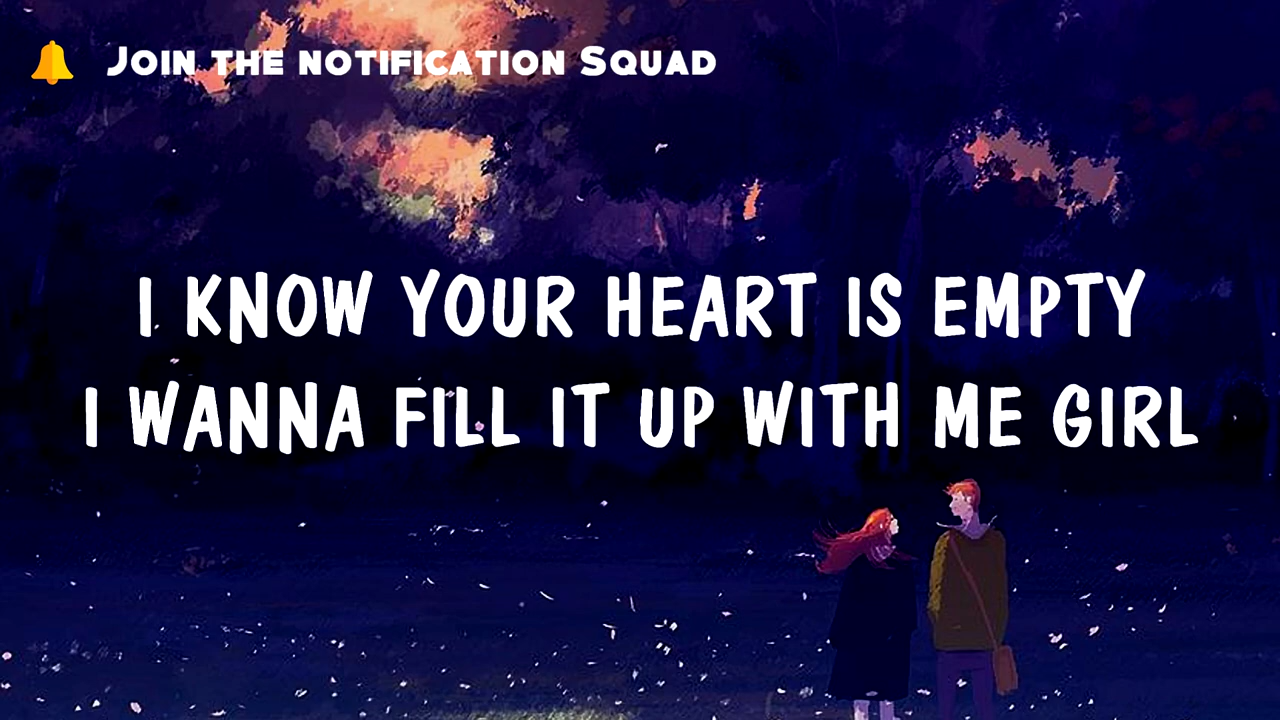 Join the notification Squad
I KNOW YOUR HEART IS EMPTY
I WANNA FILL IT UP WITH ME GIRL